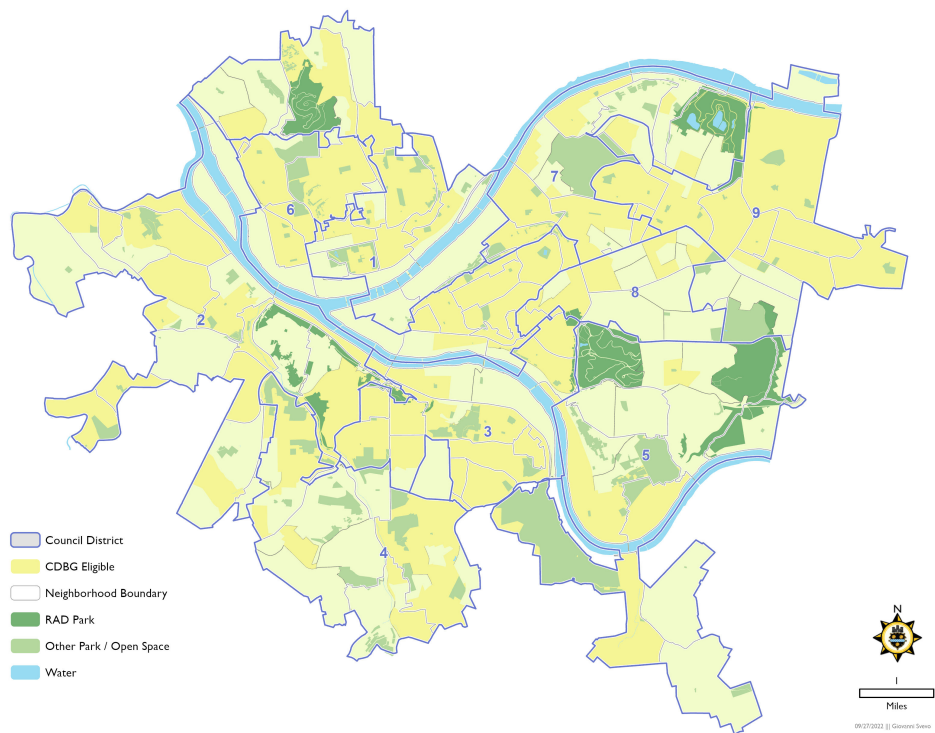 7
9
6
1
8
2
3
5
4
Council District
CDBG Eligible
Neighborhood Boundary
RAD Park
Other Park / Open Space
Water
N
1
Miles
09/27/2022 || Giovanni Svevo